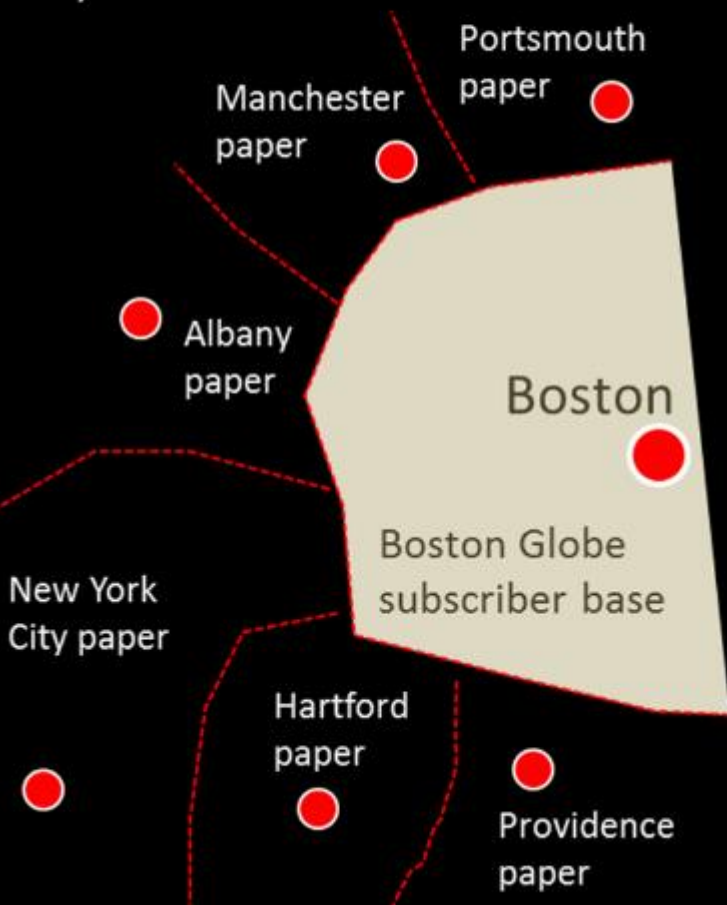 Portsmouth
paper
Manchester
paper
Albany
paper
Boston
Boston Globe
subscriber base
New York
City paper
Hartford
paper
Providence
paper